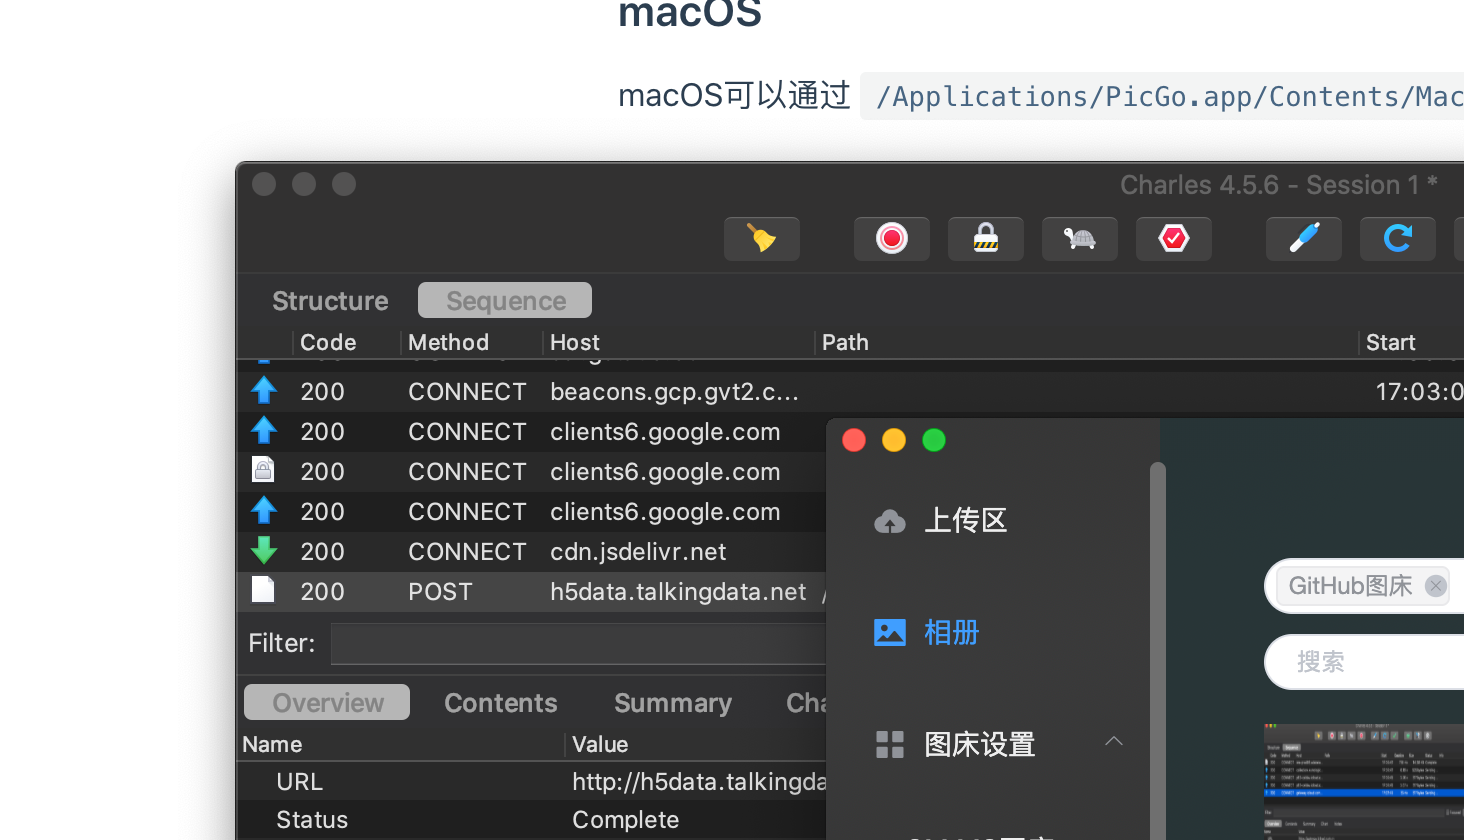 macOS
macOS可以通过 /Applications/PicGo.app/Contents/Mac
Charles 4.5.6 - Session 1 *
Structure Sequence
Code Method Host Path Start
200 CONNECT beacons.gcp.gvt2.c... 17:03:0
200 CONNECT clients6.google.com
200 CONNECT clients6.google.com
200 CONNECT clients6.google.com
200 CONNECT cdn.jsdelivr.net
200 POST h5data.talkingdata.net /
Filter:
Overview Contents Summary Cha
Name Value
URL http://h5data.talkingda
Status Complete
上传区
相册
图床设置
GitHub图床
搜索